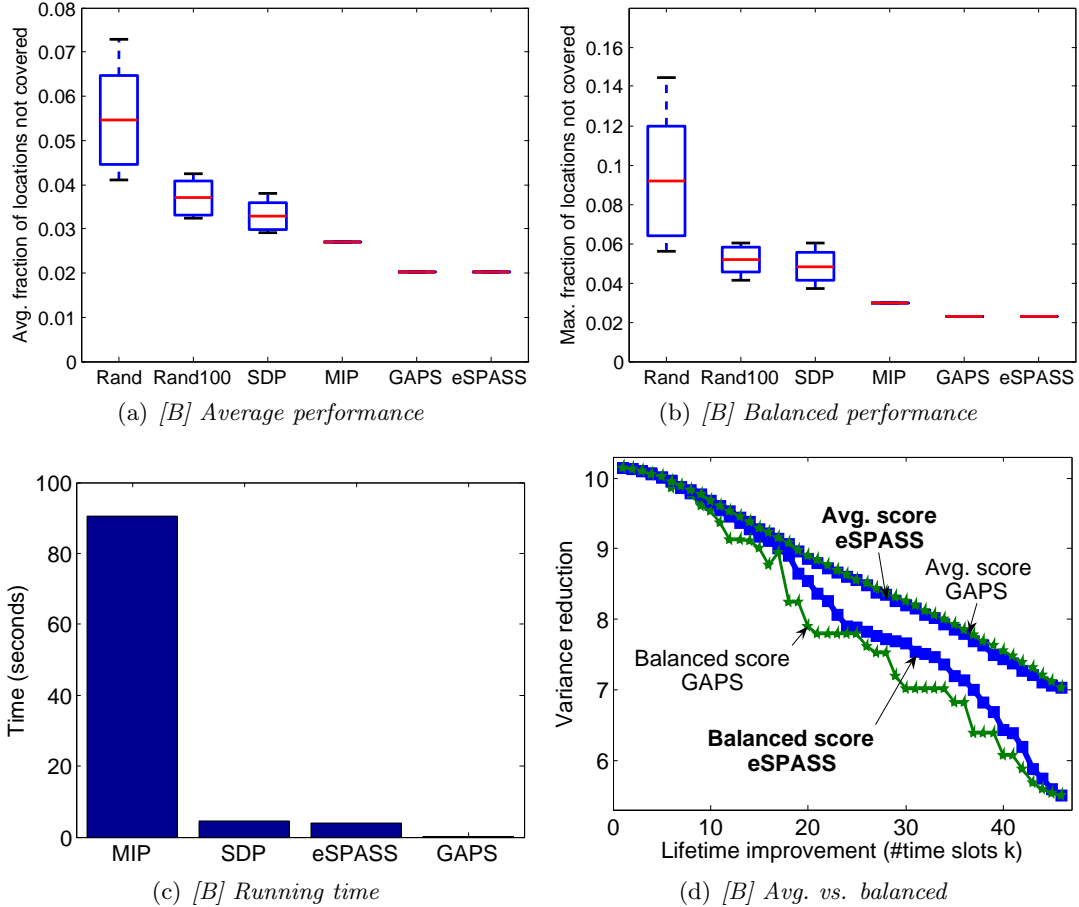 Avg. fraction of locations not covered
0.08
0.07
0.06
0.05
0.04
0.03
0.02
0.01
0
Rand Rand100 SDP MIP GAPS eSPASS
(a) [B] Average performance
Max. fraction of locations not covered
0.16
0.14
0.12
0.1
0.08
0.06
0.04
0.02
0
Rand Rand100 SDP MIP GAPS eSPASS
(b) [B] Balanced performance
Time (seconds)
100
80
60
40
20
0
MIP SDP eSPASS GAPS
(c) [B] Running time
Variance reduction
10
9
8
7
6
Avg. score
eSPASS
Avg. score
GAPS
Balanced score
GAPS
Balanced score
eSPASS
0 10 20 30 40
Lifetime improvement (#time slots k)
(d) [B] Avg. vs. balanced